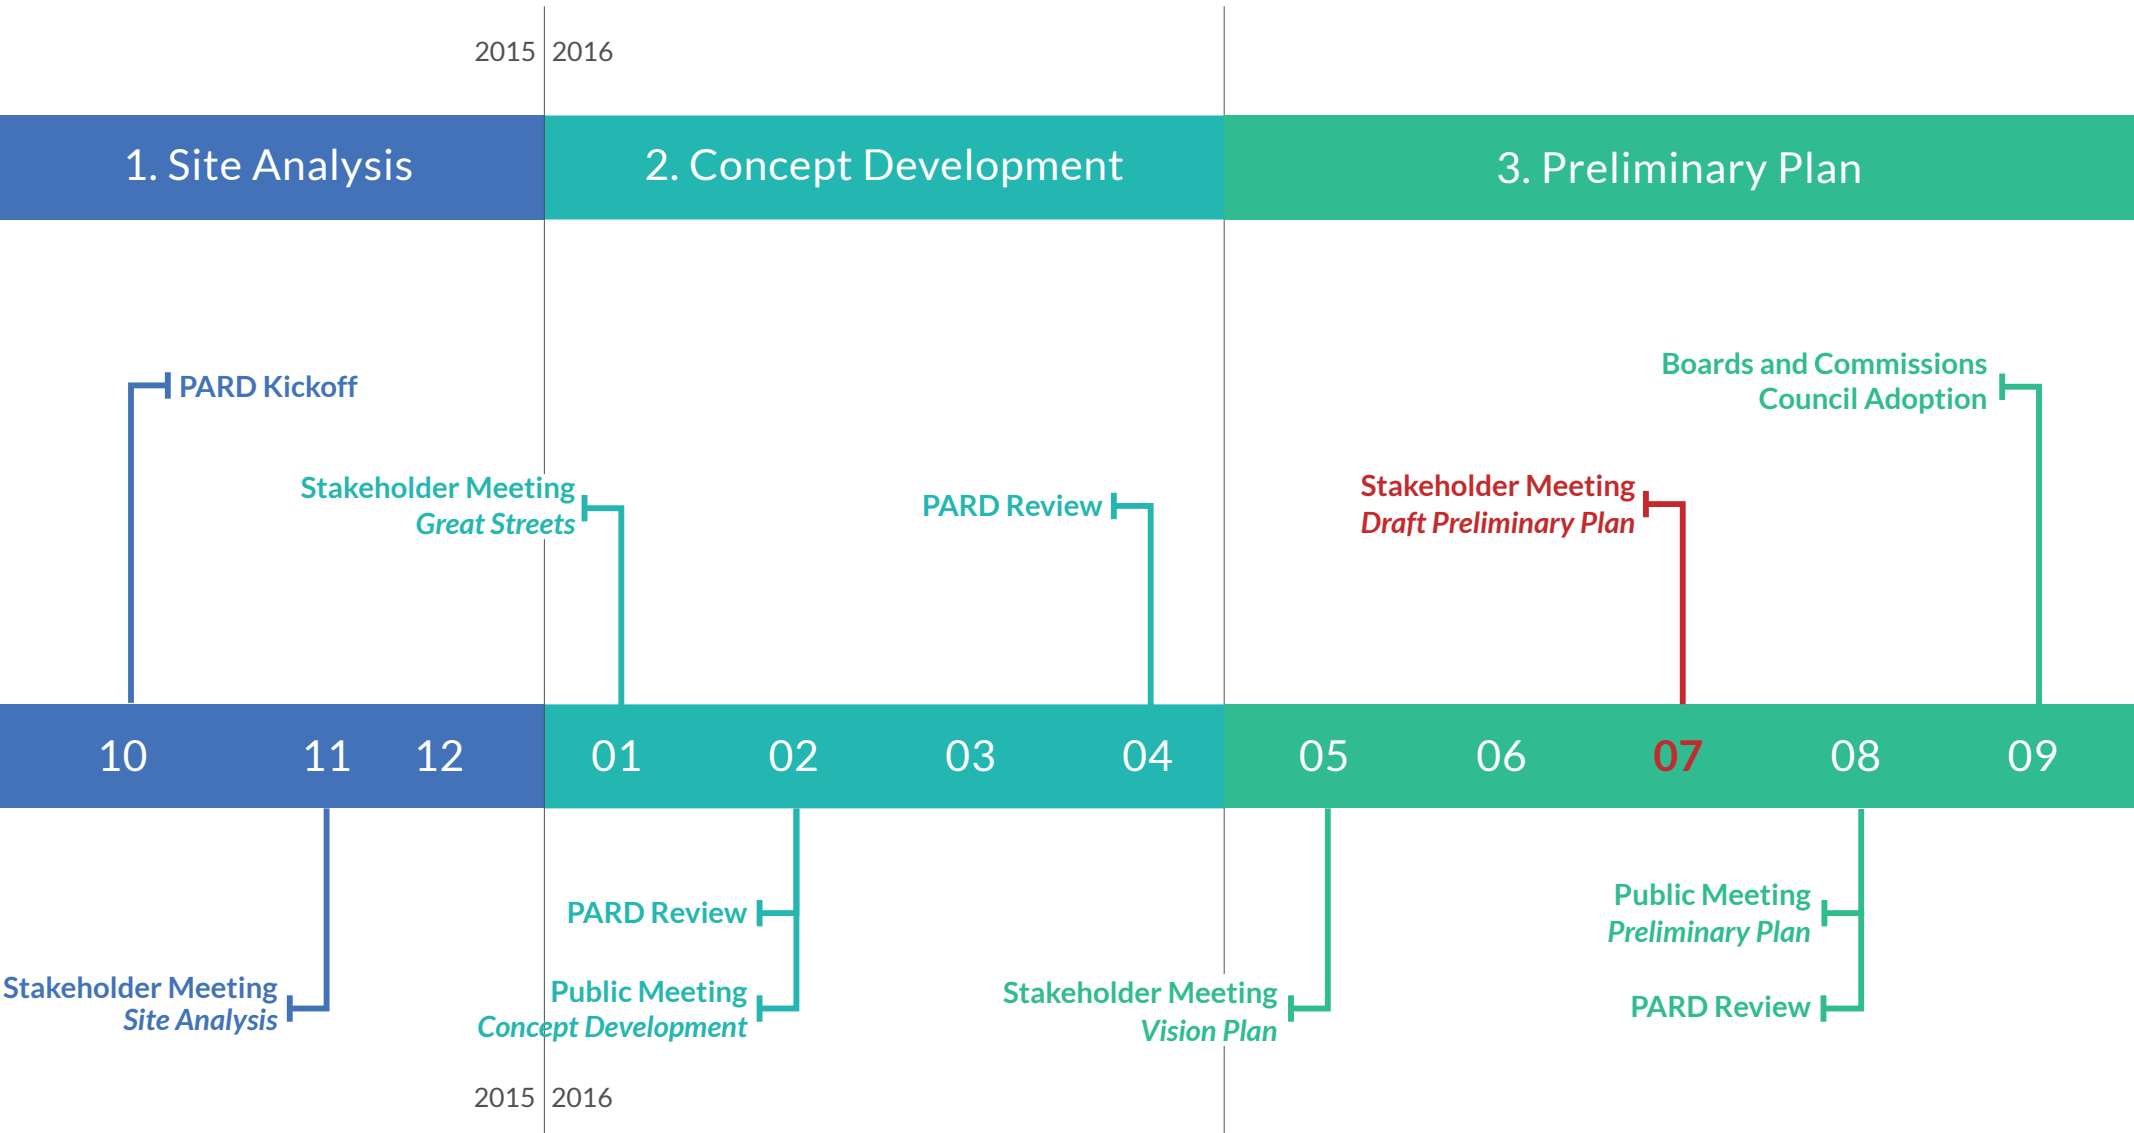 2015 2016
1. Site Analysis
2. Concept Development
3. Preliminary Plan
PARD Kickoff
Boards and Commissions
Council Adoption
Stakeholder Meeting
Great Streets
PARD Review
Stakeholder Meeting
Draft Preliminary Plan
10 11 12 01 02 03 04 05 06 07 08 09
Stakeholder Meeting
Site Analysis
PARD Review
Public Meeting
Concept Development
Stakeholder Meeting
Vision Plan
Public Meeting
Preliminary Plan
PARD Review
2015 2016